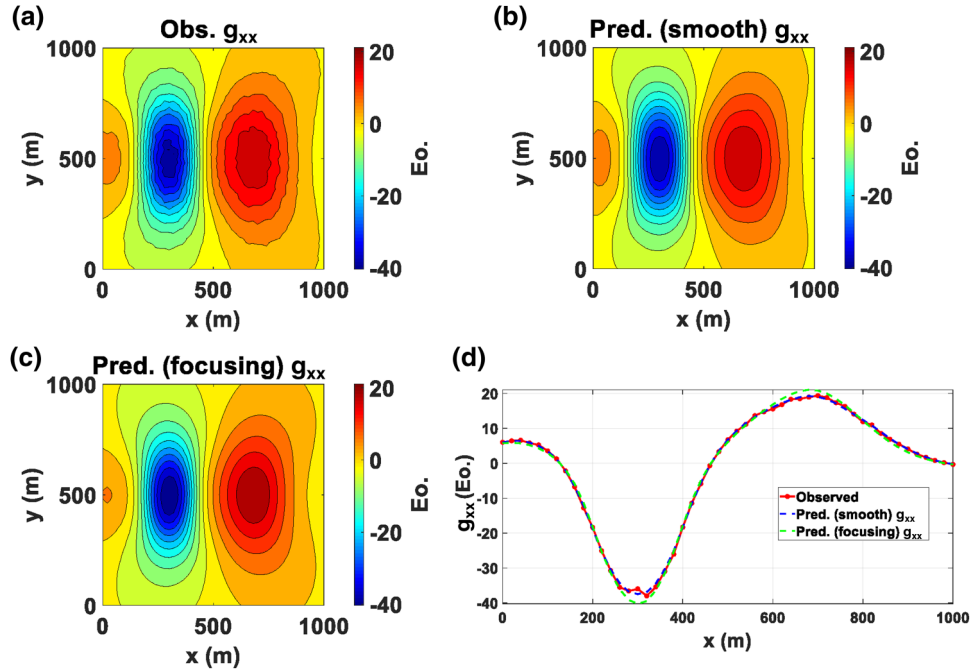 (a)
Obs. gxx
1000
500
0
y (m)
0 500 1000
x (m)
20
0
-20
-40
Eo.
(b)
Pred. (smooth) gxx
1000
500
0
y (m)
0 500 1000
x (m)
20
0
-20
-40
Eo.
(c)
Pred. (focusing) gxx
1000
500
0
y (m)
0 500 1000
x (m)
20
0
-20
-40
Eo.
(d)
20
10
0
-10
-20
-30
-40
gxx (Eo.)
Observed
Pred. (smooth) gxx
Pred. (focusing) gxx
0 200 400 600 800 1000
x (m)